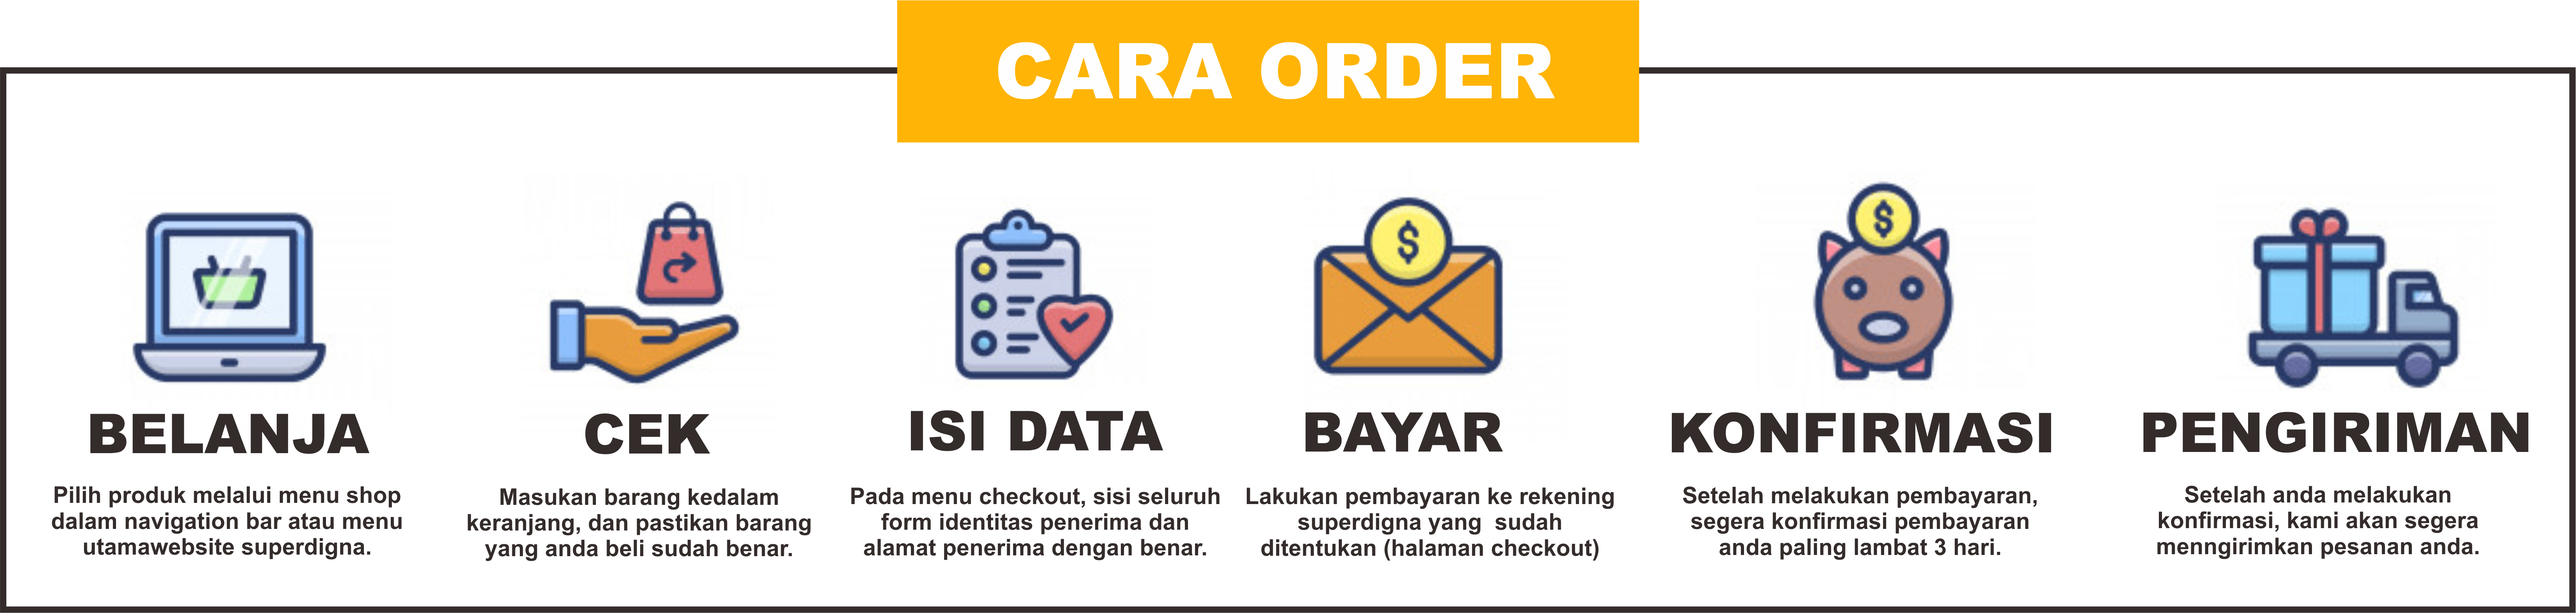 CARA ORDER
BELANJA
Pilih produk melalui menu shop
dalam navigation bar atau menu
utamawebsite superdigna.
CEK
Masukan barang kedalam
keranjang, dan pastikan barang
yang anda beli sudah benar.
ISI DATA
Pada menu checkout, sisi seluruh
form identitas penerima dan
alamat penerima dengan benar.
$
BAYAR
Lakukan pembayaran ke rekening
superdigna yang  sudah
ditentukan (halaman checkout)
$
KONFIRMASI
Setelah melakukan pembayaran,
segera konfirmasi pembayaran
anda paling lambat 3 hari.
PENGIRIMAN
Setelah anda melakukan
konfirmasi, kami akan segera
menngirimkan pesanan anda.